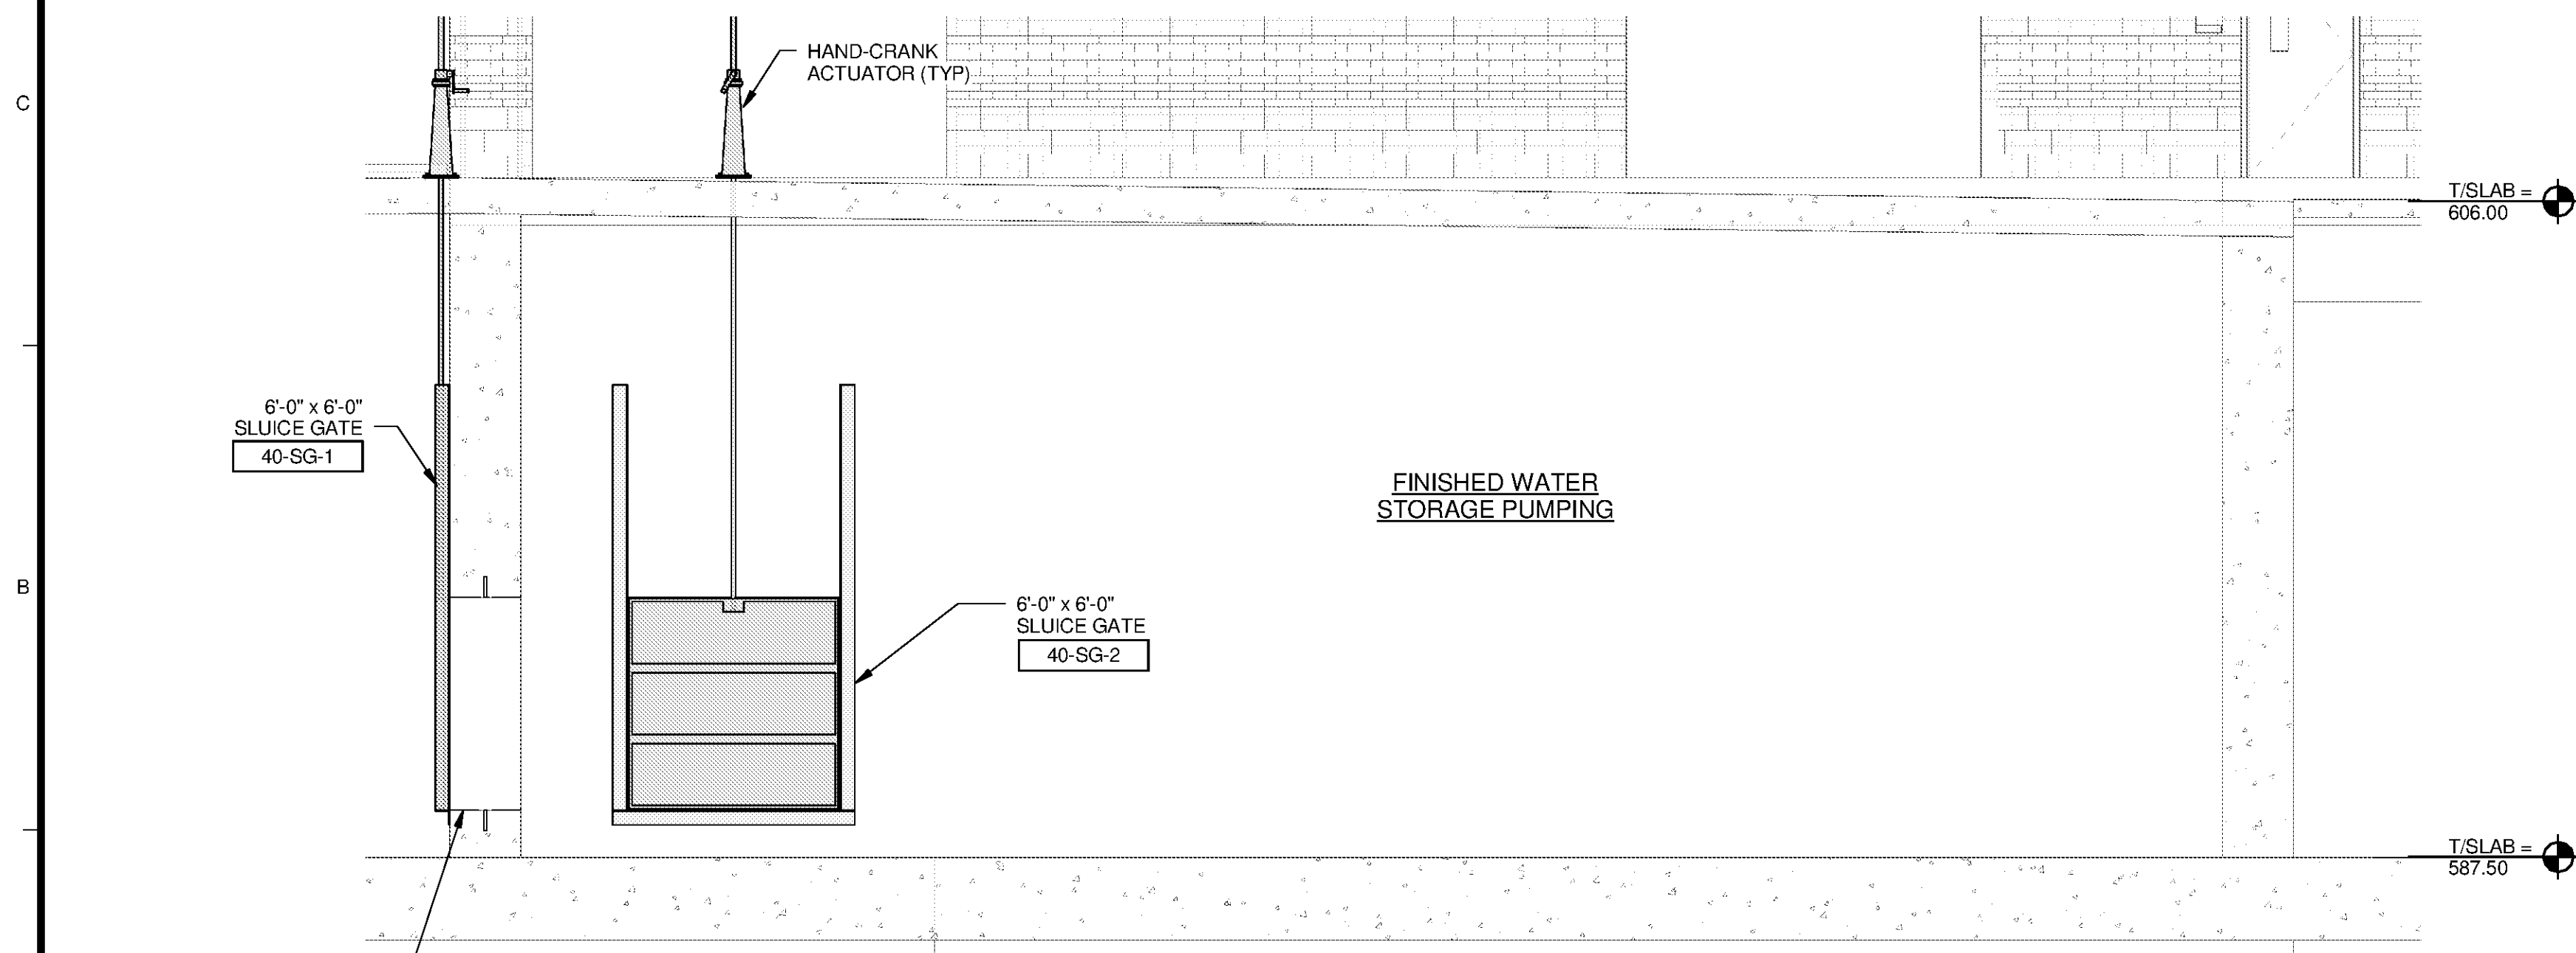 HAND-CRANK
ACTUATOR (TYP)
C
T/SLAB =
606.00
6'-0" x 6'-0"
SLUICE GATE
40-SG-1
FINISHED WATER
STORAGE PUMPING
B
6'-0" x 6'-0"
SLUICE GATE
40-SG-2
T/SLAB =
587.50